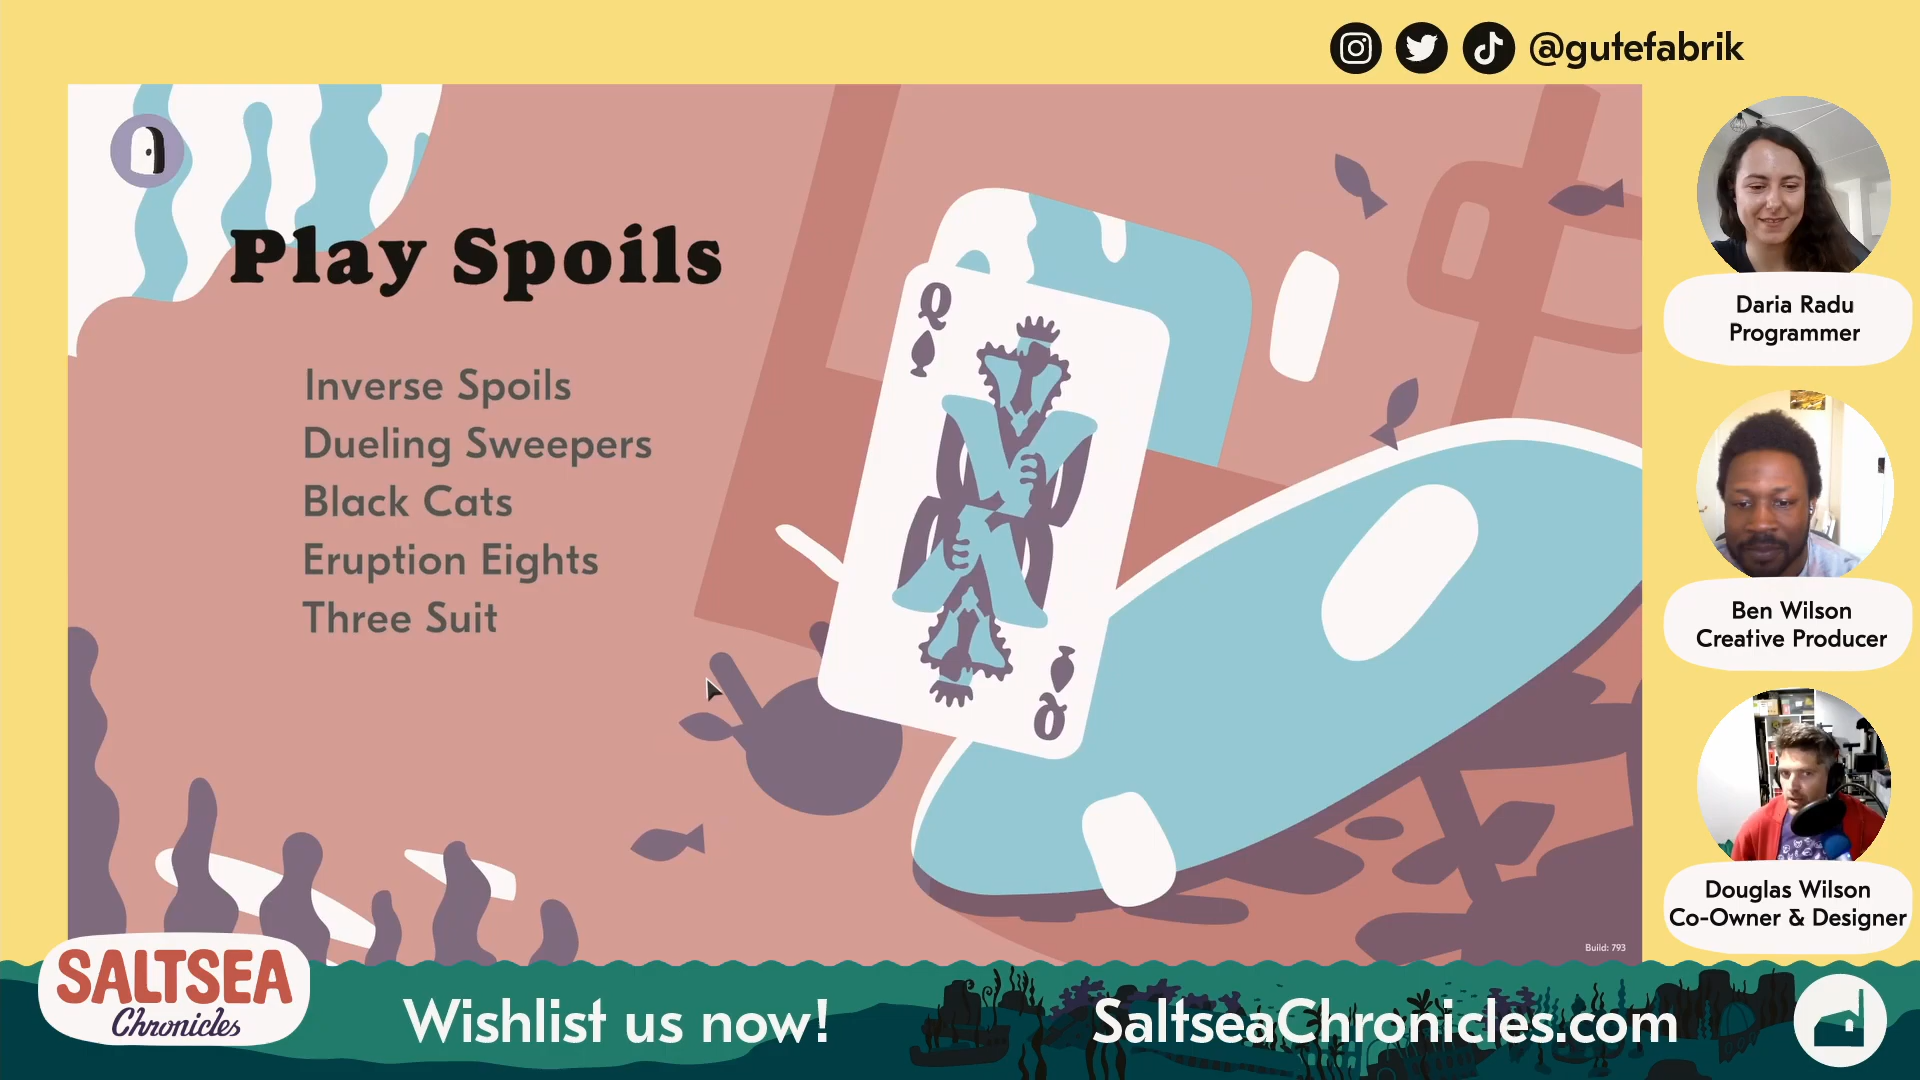 @gutefabrik
Play Spoils
Inverse Spoils
Dueling Sweepers
Black Cats
Eruption Eights
Three Suit
Q
Q
Build: 793
Daria Radu
Programmer
Ben Wilson
Creative Producer
Douglas Wilson
Co-Owner & Designer
SALTSEA
Chronicles
Wishlist us now!
SaltseaChronicles.com